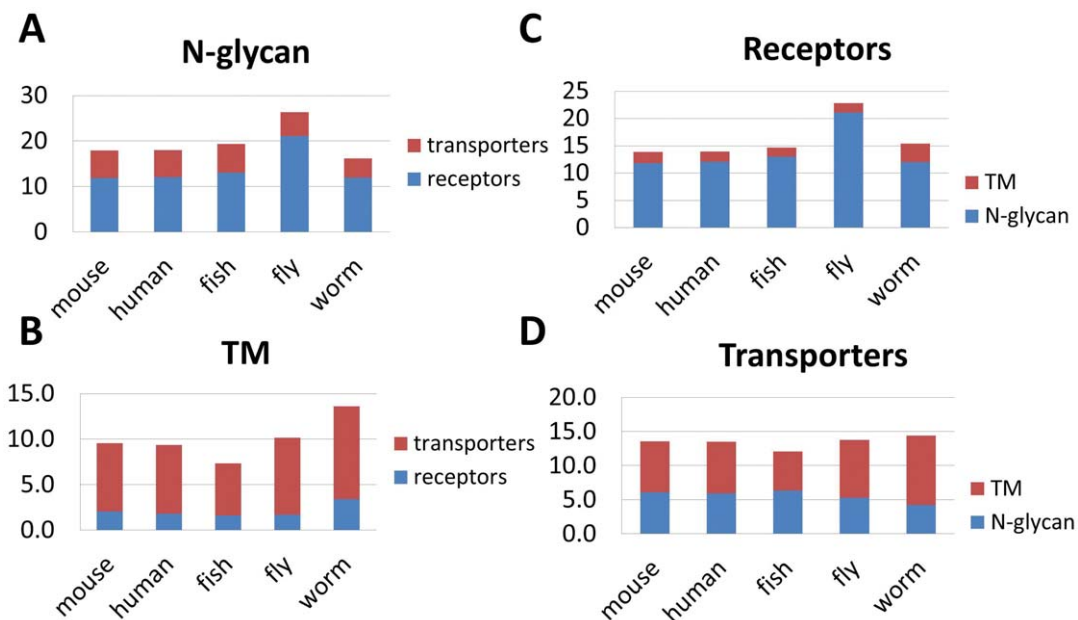 A
N-glycan
30
20
10
0
transporters
receptors
mouse
human
fish
fly
worm
B
TM
15.0
10.0
5.0
0.0
transporters
receptors
mouse
human
fish
fly
worm
C
Receptors
25
20
15
10
5
0
TM
N-glycan
mouse
human
fish
fly
worm
D
Transporters
20.0
15.0
10.0
5.0
0.0
TM
N-glycan
mouse
human
fish
fly
worm